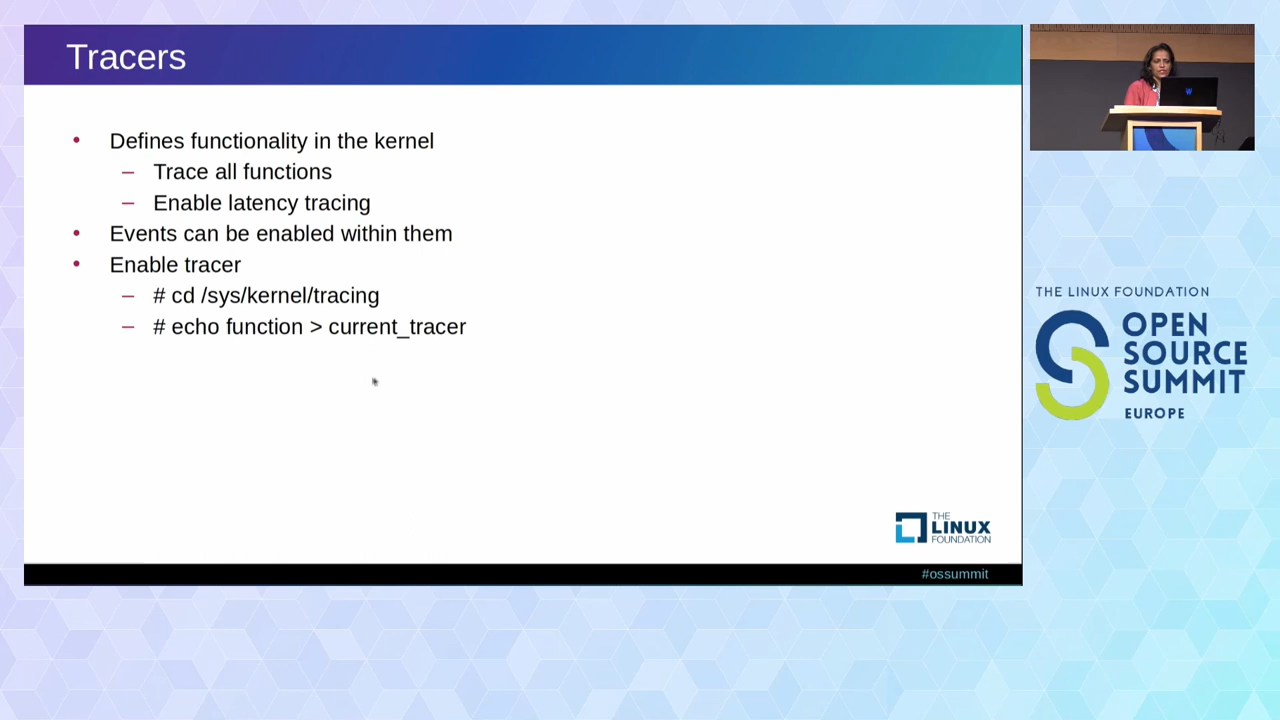 Tracers
• Defines functionality in the kernel
– Trace all functions
– Enable latency tracing
• Events can be enabled within them
• Enable tracer
– # cd /sys/kernel/tracing
– # echo function > current_tracer
THE
LINUX
FOUNDATION
#ossummit
THE LINUX FOUNDATION
OPEN
SOURCE
SUMMIT
EUROPE